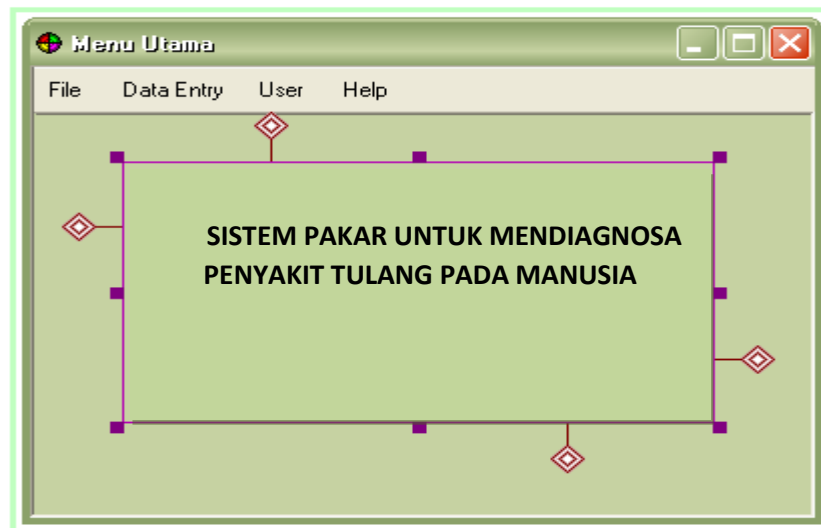 Menu Utama
File Data Entry User Help
SISTEM PAKAR UNTUK MENDIAGNOSA
PENYAKIT TULANG PADA MANUSIA